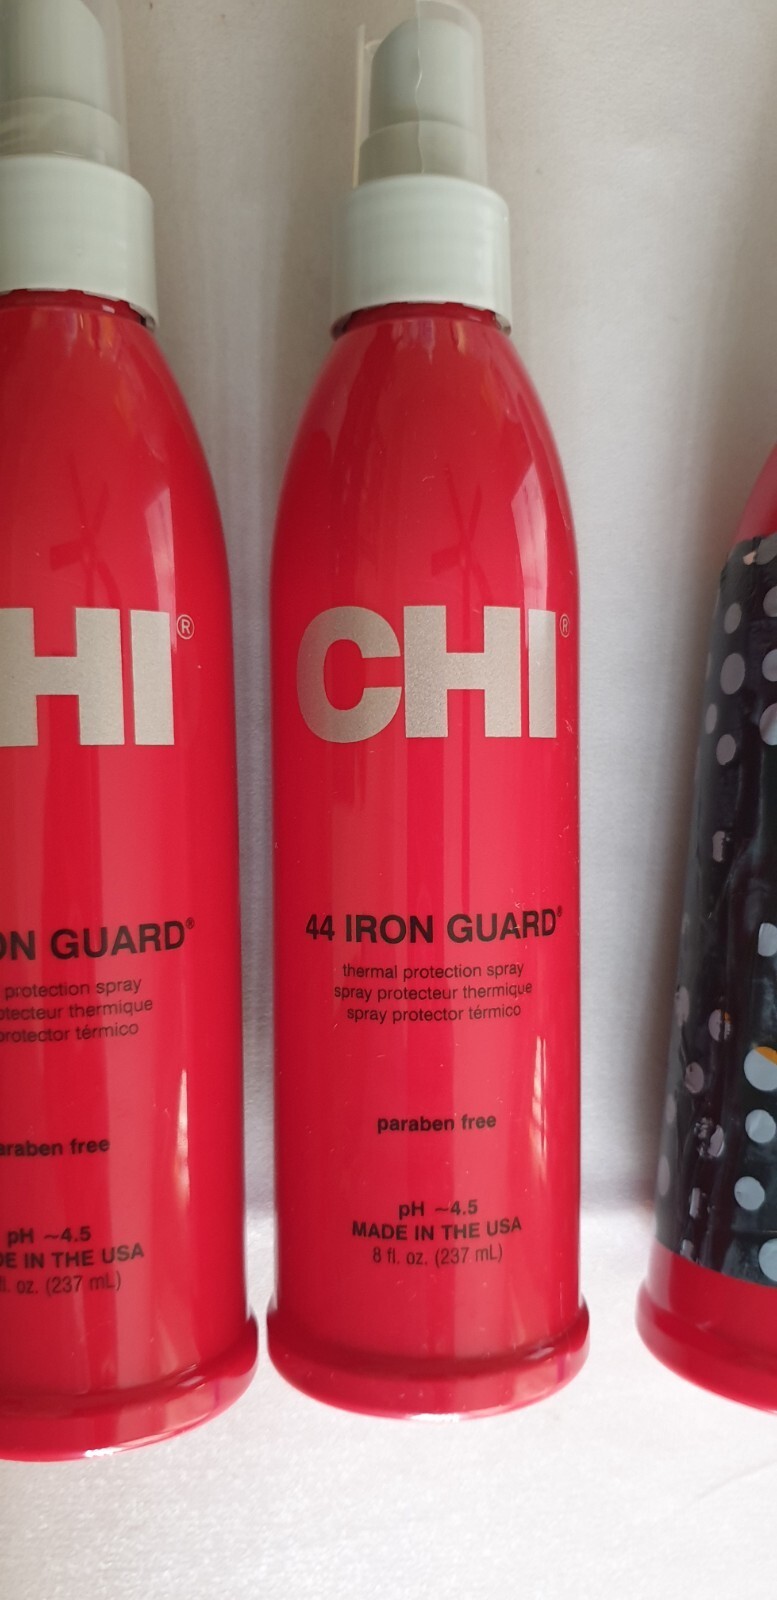 HI®
ON GUARD®
protection spray
otecteur thermique
protector térmico
araben free
pH ~4.5
DE IN THE USA
fl. oz. (237 mL)
CHI®
44 IRON GUARD®
thermal protection spray
spray protecteur thermique
spray protector térmico
paraben free
pH ~4.5
MADE IN THE USA
8 fl. oz. (237 mL)